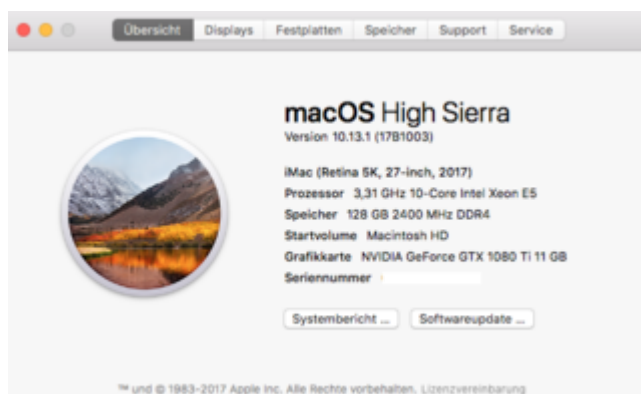 Übersicht Displays Festplatten Speicher Support Service
macOS High Sierra
Version 10.13.1 (17B1003)
iMac (Retina 5K, 27-inch, 2017)
Prozessor 3,31 GHz 10-Core Intel Xeon E5
Speicher 128 GB 2400 MHz DDR4
Startvolume Macintosh HD
Grafikkarte NVIDIA GeForce GTX 1080 Ti 11 GB
Seriennummer
Systembericht ... Softwareupdate ...
™ und © 1983-2017 Apple Inc. Alle Rechte vorbehalten. Lizenzvereinbarung